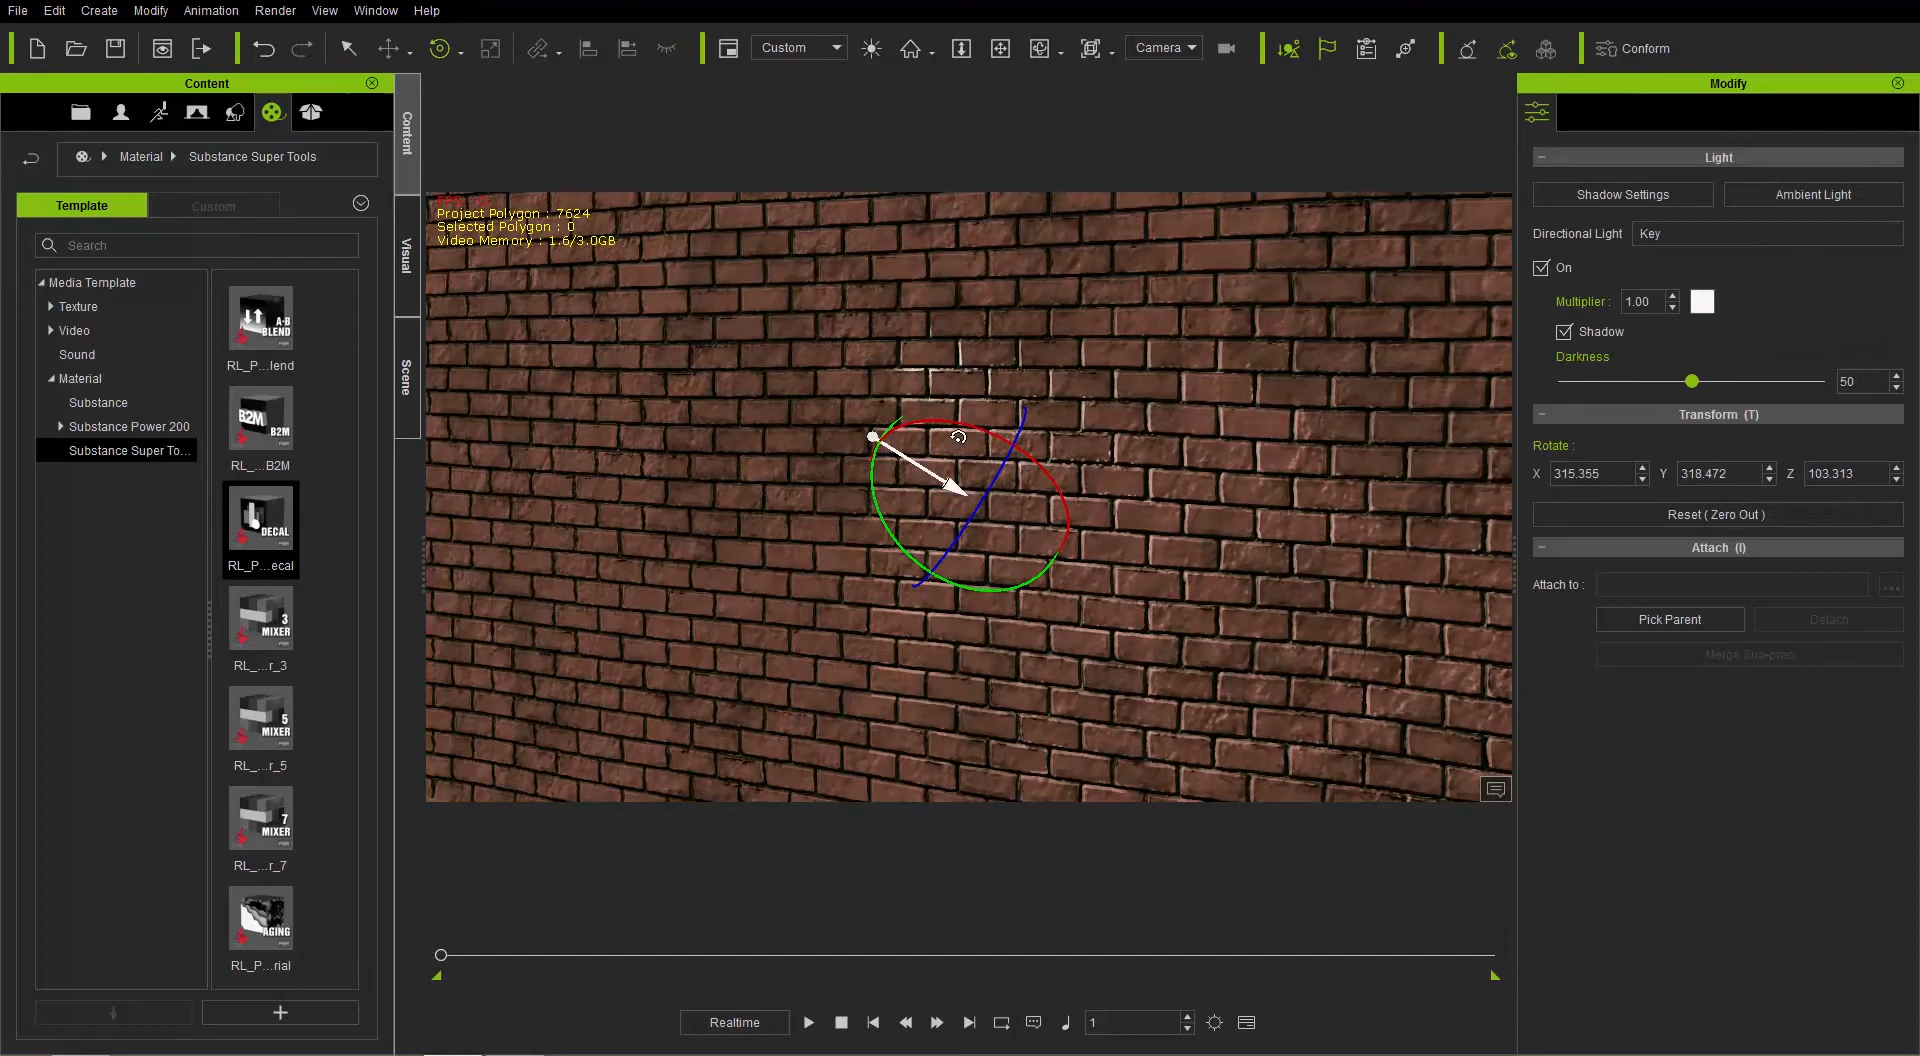 File Edit Create Modify Animation Render View Window Help
Custom
Camera
Conform
Content
Material Substance Super Tools
Template
Custom
Search
Media Template
Texture
Video
Sound
Material
Substance
Substance Power 200
Substance Super To...
A·B
BLEND
RL_P...lend
B2M
B2M
RL_...B2M
DECAL
RL_P...ecal
3
MIXER
RL_...r_3
5
MIXER
RL_...r_5
7
MIXER
RL_...r_7
AGING
RL_P...rial
Content
Visual
Scene
Project Polygon : 7624
Selected Polygon : 0
Video Memory : 1.6/3.0GB
Realtime
1
Modify
Light
Shadow Settings
Ambient Light
Directional Light Key
On
Multiplier : 1.00
Shadow
Darkness
50
Transform (T)
Rotate :
X 315.355 Y 318.472 Z 103.313
Reset ( Zero Out )
Attach (I)
Attach to :
...
Pick Parent
Detach
Merge Sub-prop